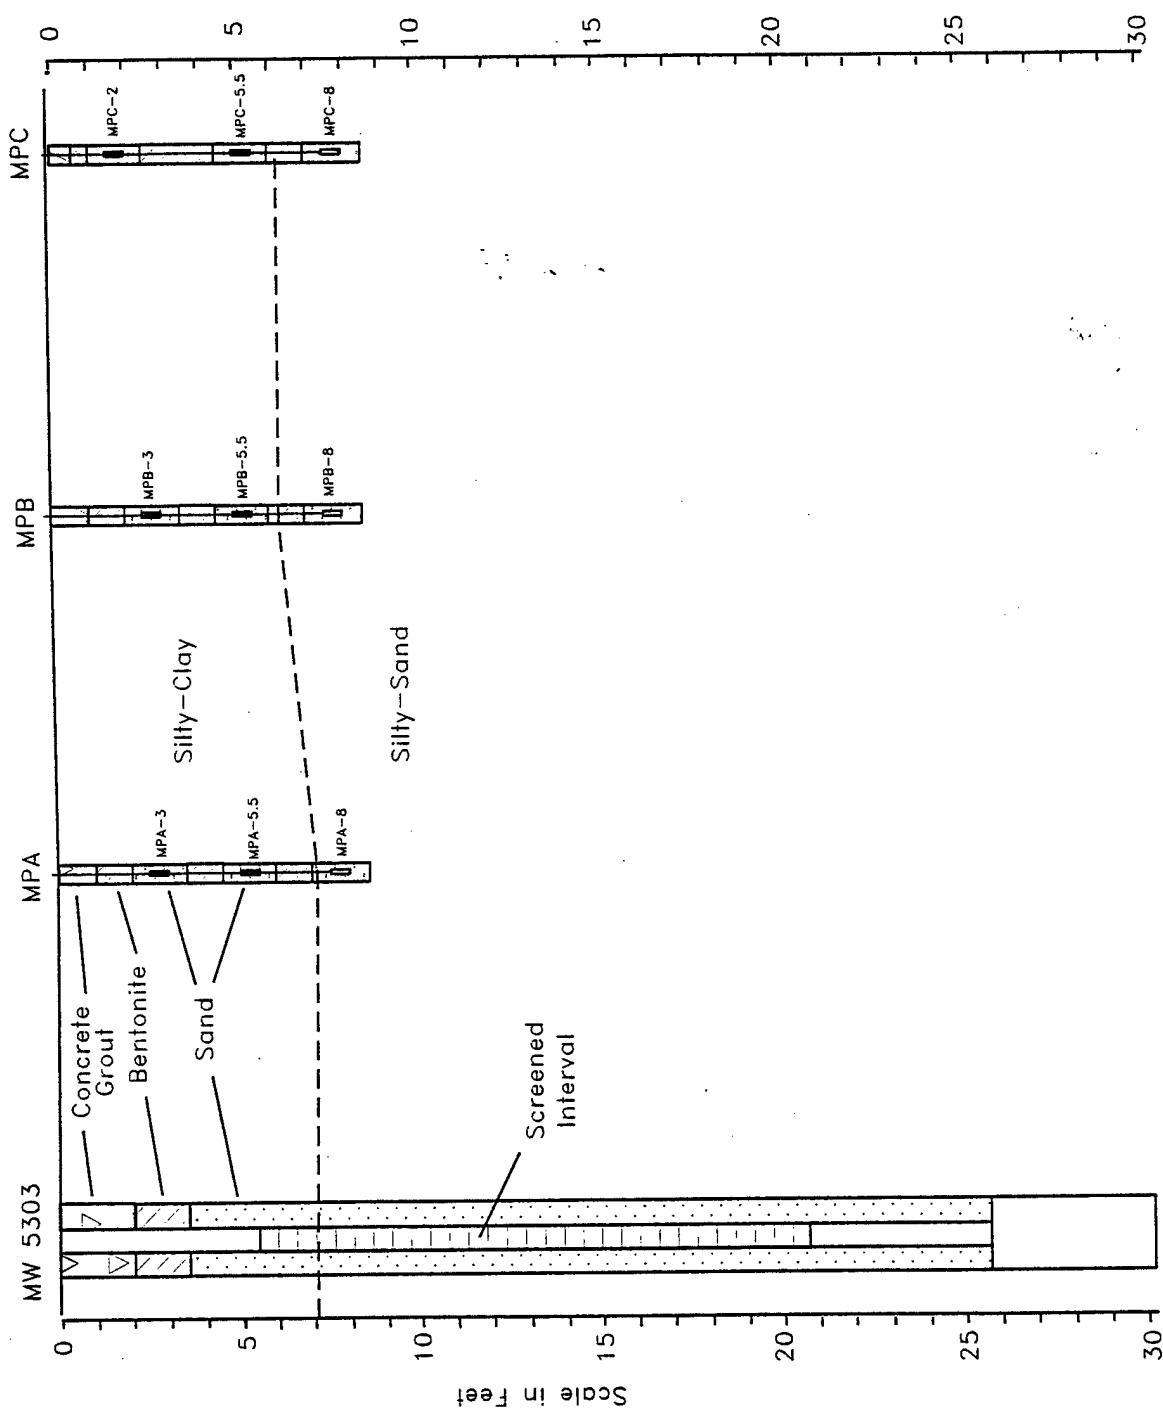 MW 5303
MPA
MPB
MPC
Concrete
Grout
Bentonite
Sand
Screened
Interval
Silty-Clay
Silty-Sand
MPA-3
MPA-5.5
MPA-8
MPB-3
MPB-5.5
MPB-8
MPC-2
MPC-5.5
MPC-8
Scale in Feet
0
5
10
15
20
25
30
0
5
10
15
20
25
30